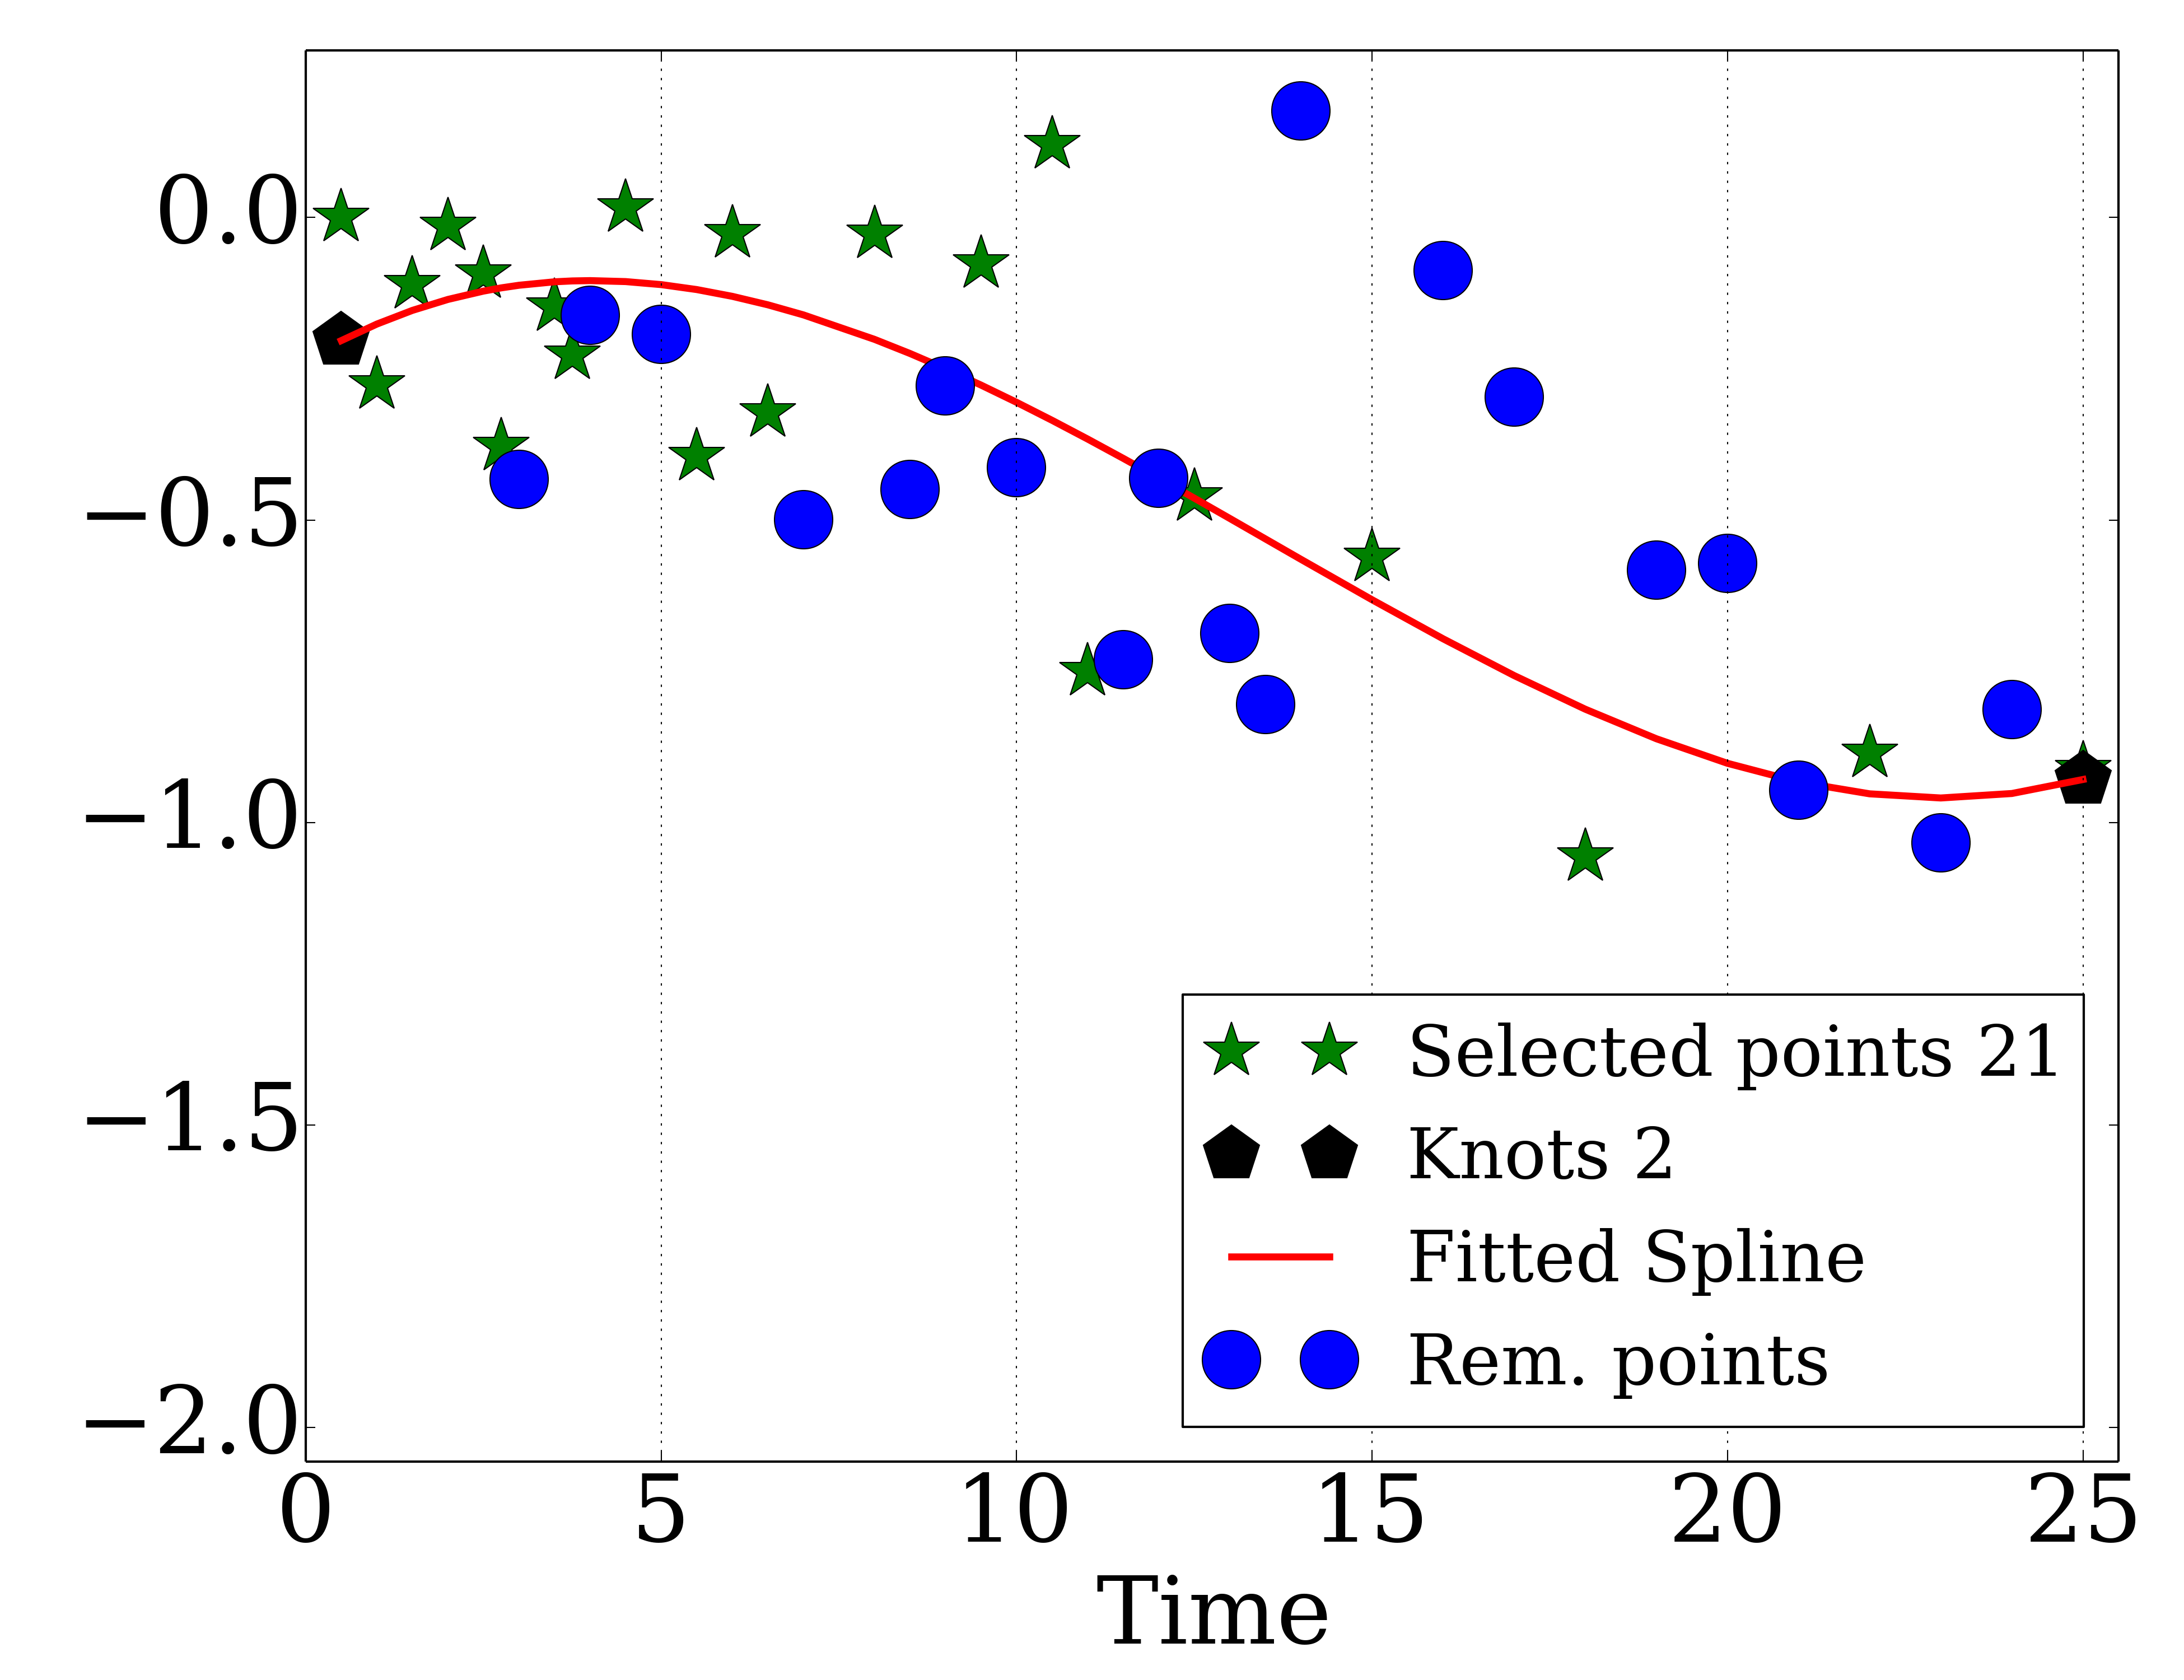 0.0
−0.5
−1.0
−1.5
−2.0
0 5 10 15 20 25
Time
Selected points 21
Knots 2
Fitted Spline
Rem. points